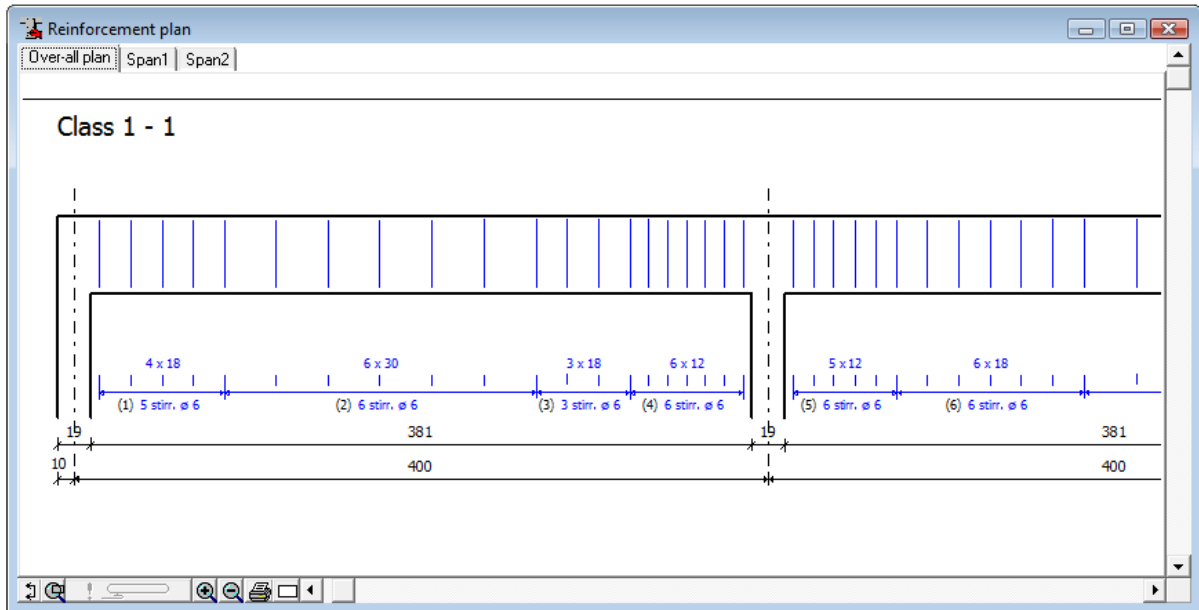 Reinforcement plan
Over-all plan Span1 Span2
Class 1 - 1
4 x 18 6 x 30 3 x 18 6 x 12 5 x 12 6 x 18
(1) 5 stirr. ø 6 (2) 6 stirr. ø 6 (3) 3 stirr. ø 6 (4) 6 stirr. ø 6 (5) 6 stirr. ø 6 (6) 6 stirr. ø 6
19 381 19 381
10 400 400